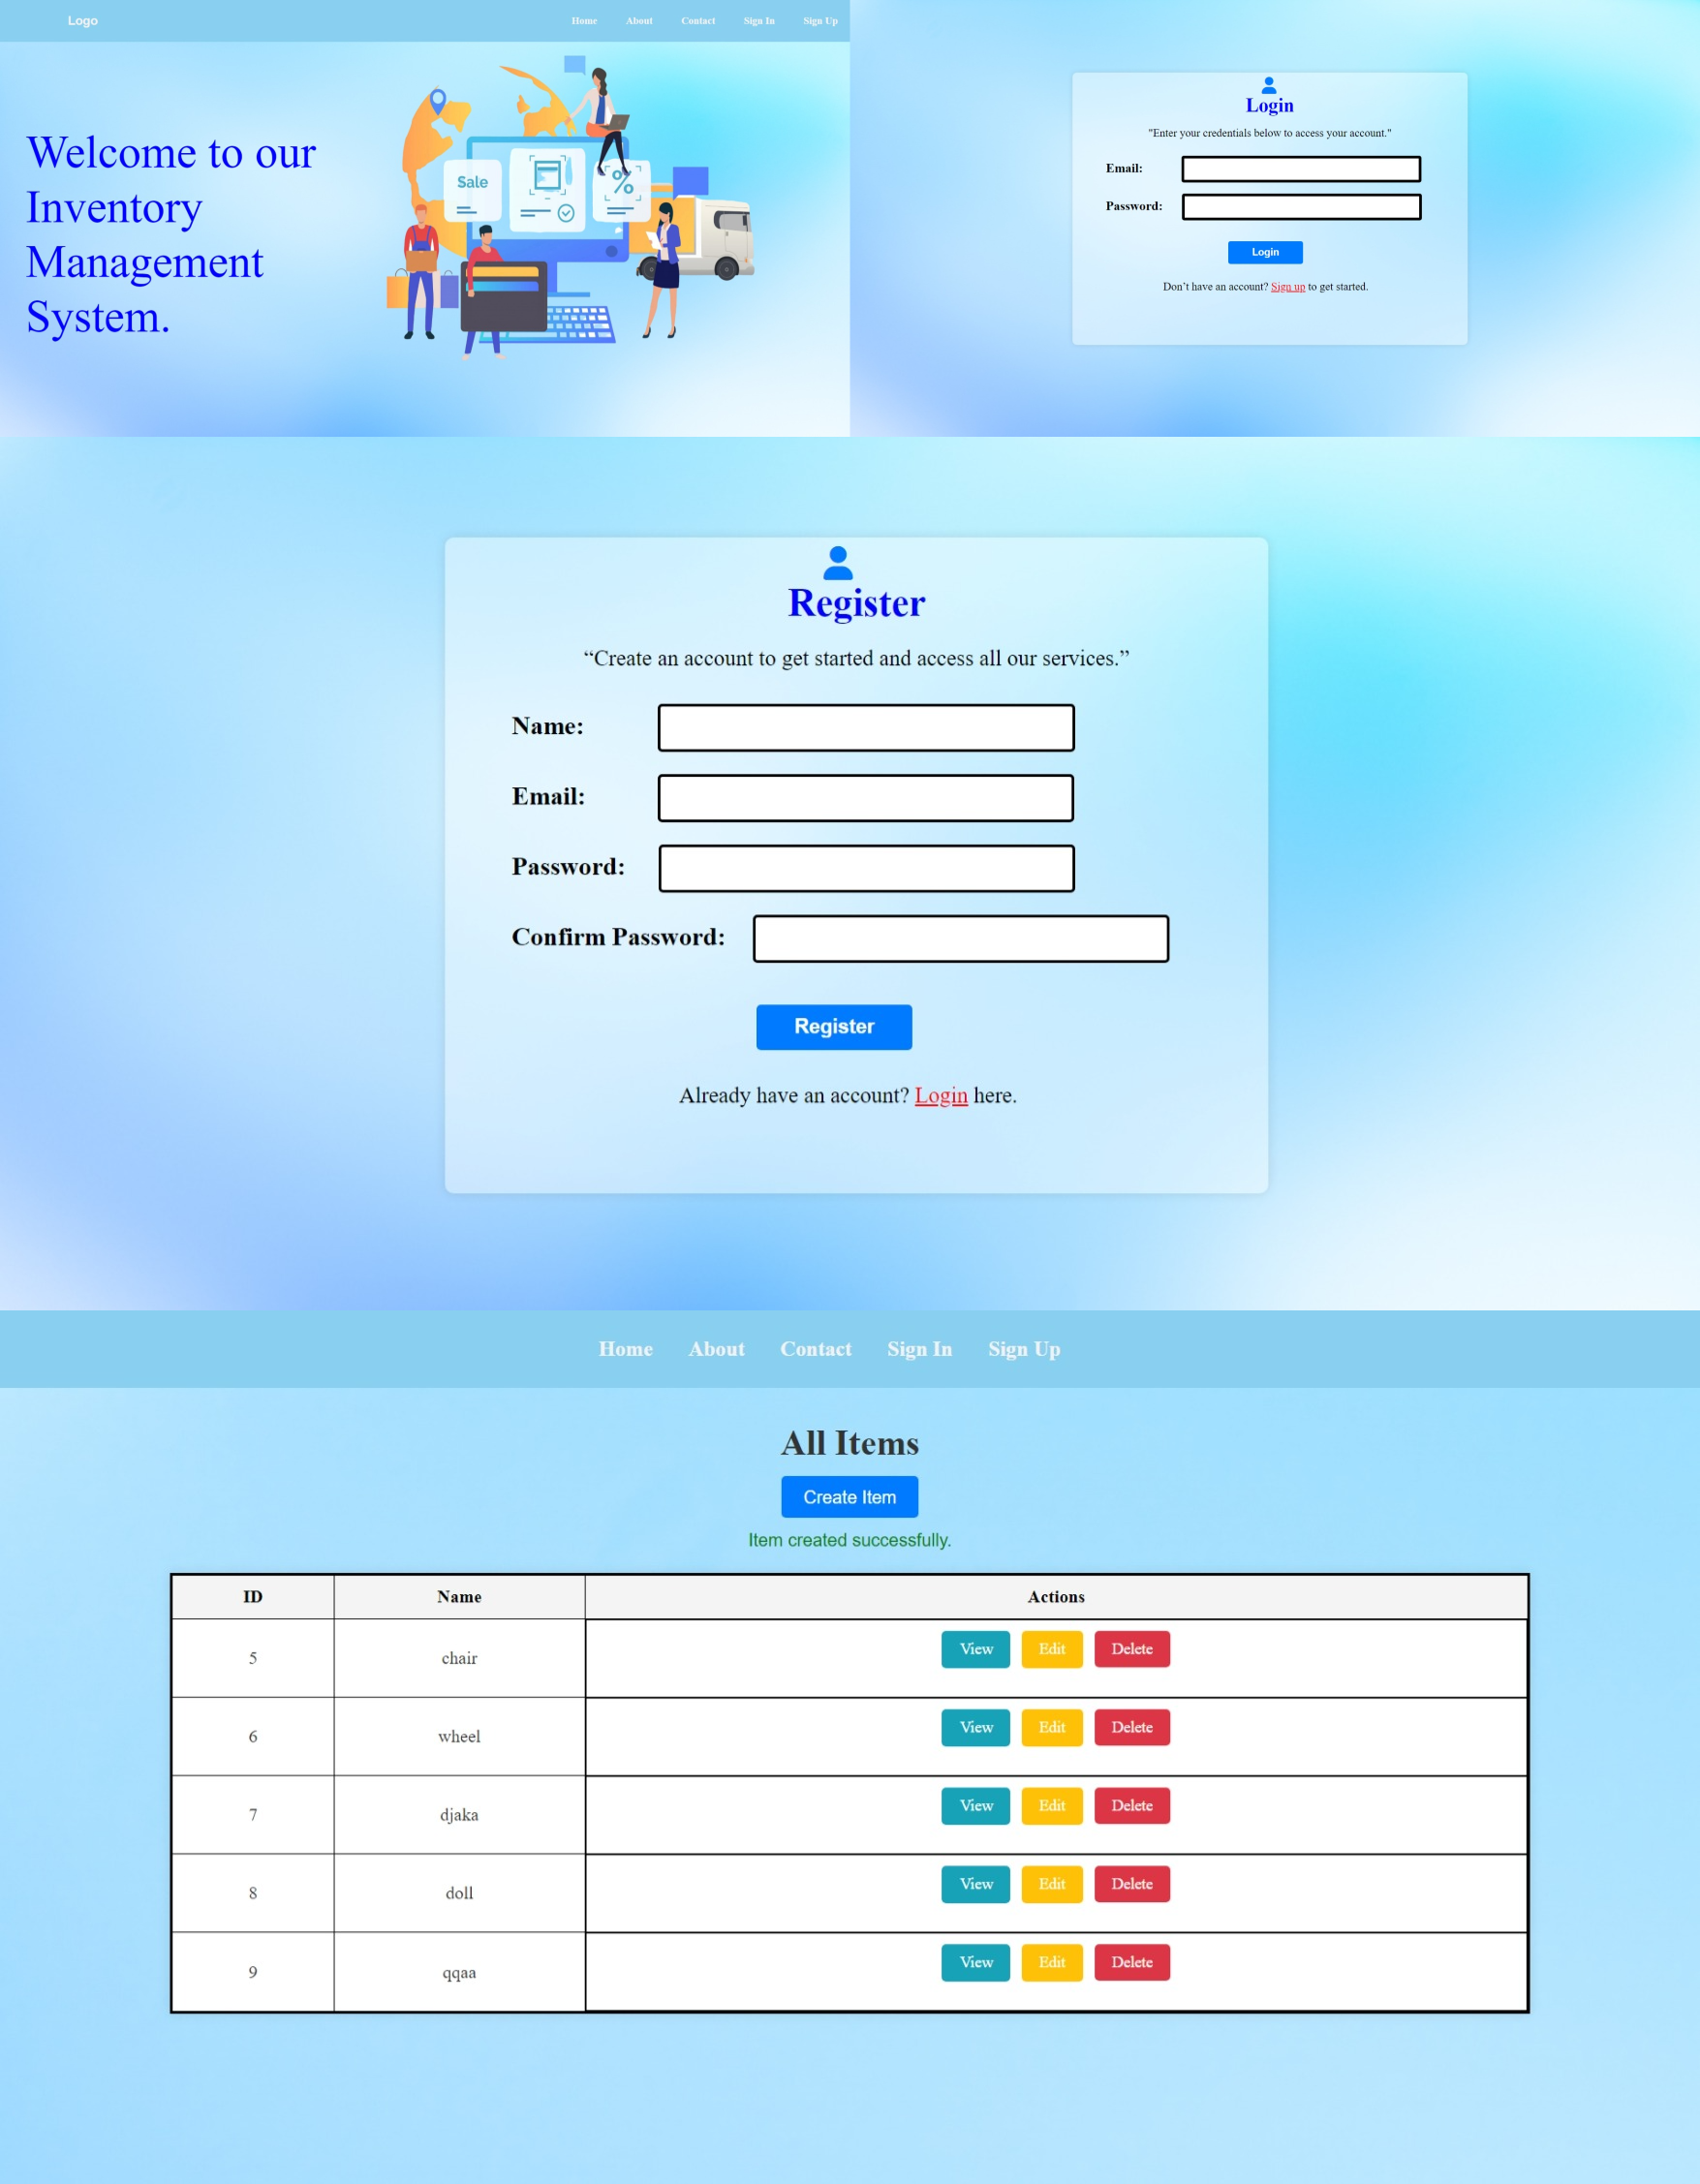 Logo
Home About Contact Sign In Sign Up
Welcome to our
Inventory
Management
System.
Sale
%
Login
"Enter your credentials below to access your account."
Email:
Password:
Login
Don't have an account? Sign up to get started.
Register
“Create an account to get started and access all our services.”
Name:
Email:
Password:
Confirm Password:
Register
Already have an account? Login here.
Home About Contact Sign In Sign Up
All Items
Create Item
Item created successfully.
ID Name Actions
5 chair View Edit Delete
6 wheel View Edit Delete
7 djaka View Edit Delete
8 doll View Edit Delete
9 qqaa View Edit Delete